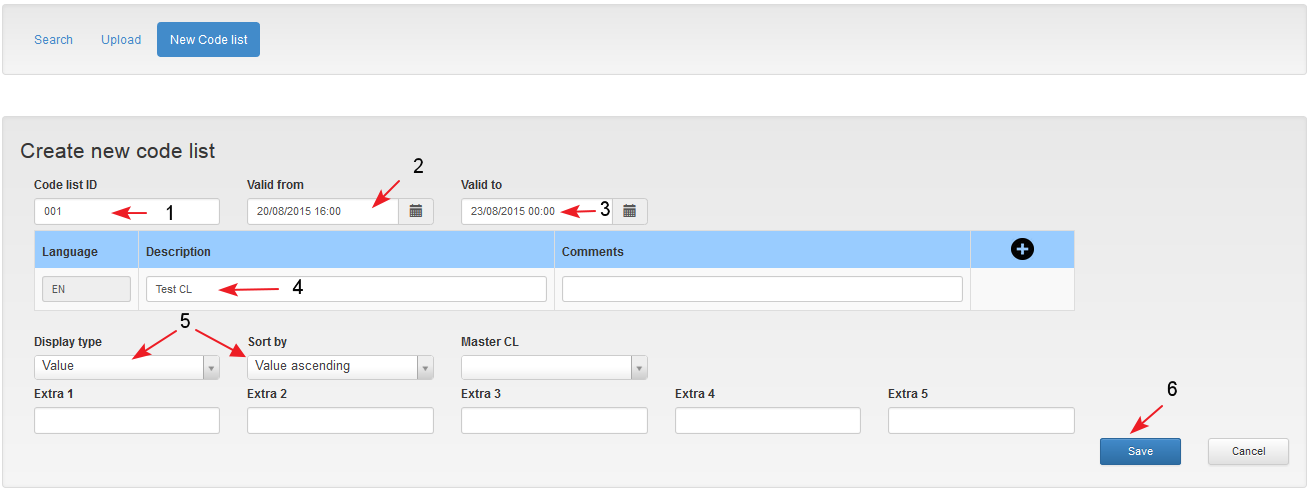 Search Upload New Code list
Create new code list
2
Code list ID Valid from Valid to
001 1 20/08/2015 16:00 23/08/2015 00:00 3
Language Description Comments
EN Test CL 4
5
Display type Sort by Master CL
Value Value ascending
Extra 1 Extra 2 Extra 3 Extra 4 Extra 5
6
Save Cancel